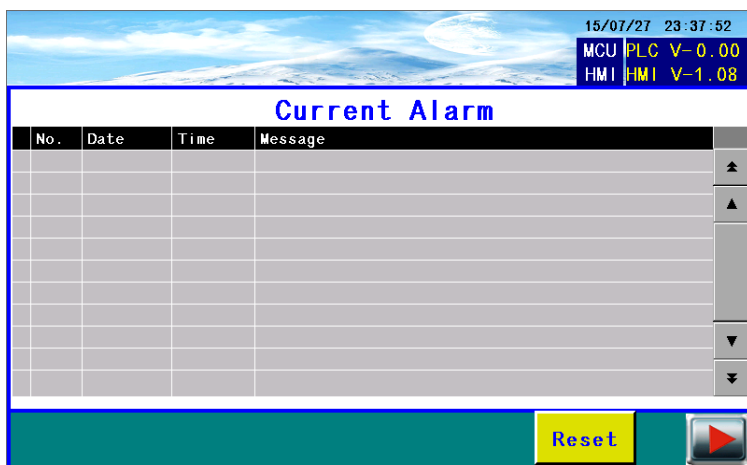 15/07/27 23:37:52
MCU PLC V-0.00
HMI HMI V-1.08
Current Alarm
No. Date Time Message
Reset